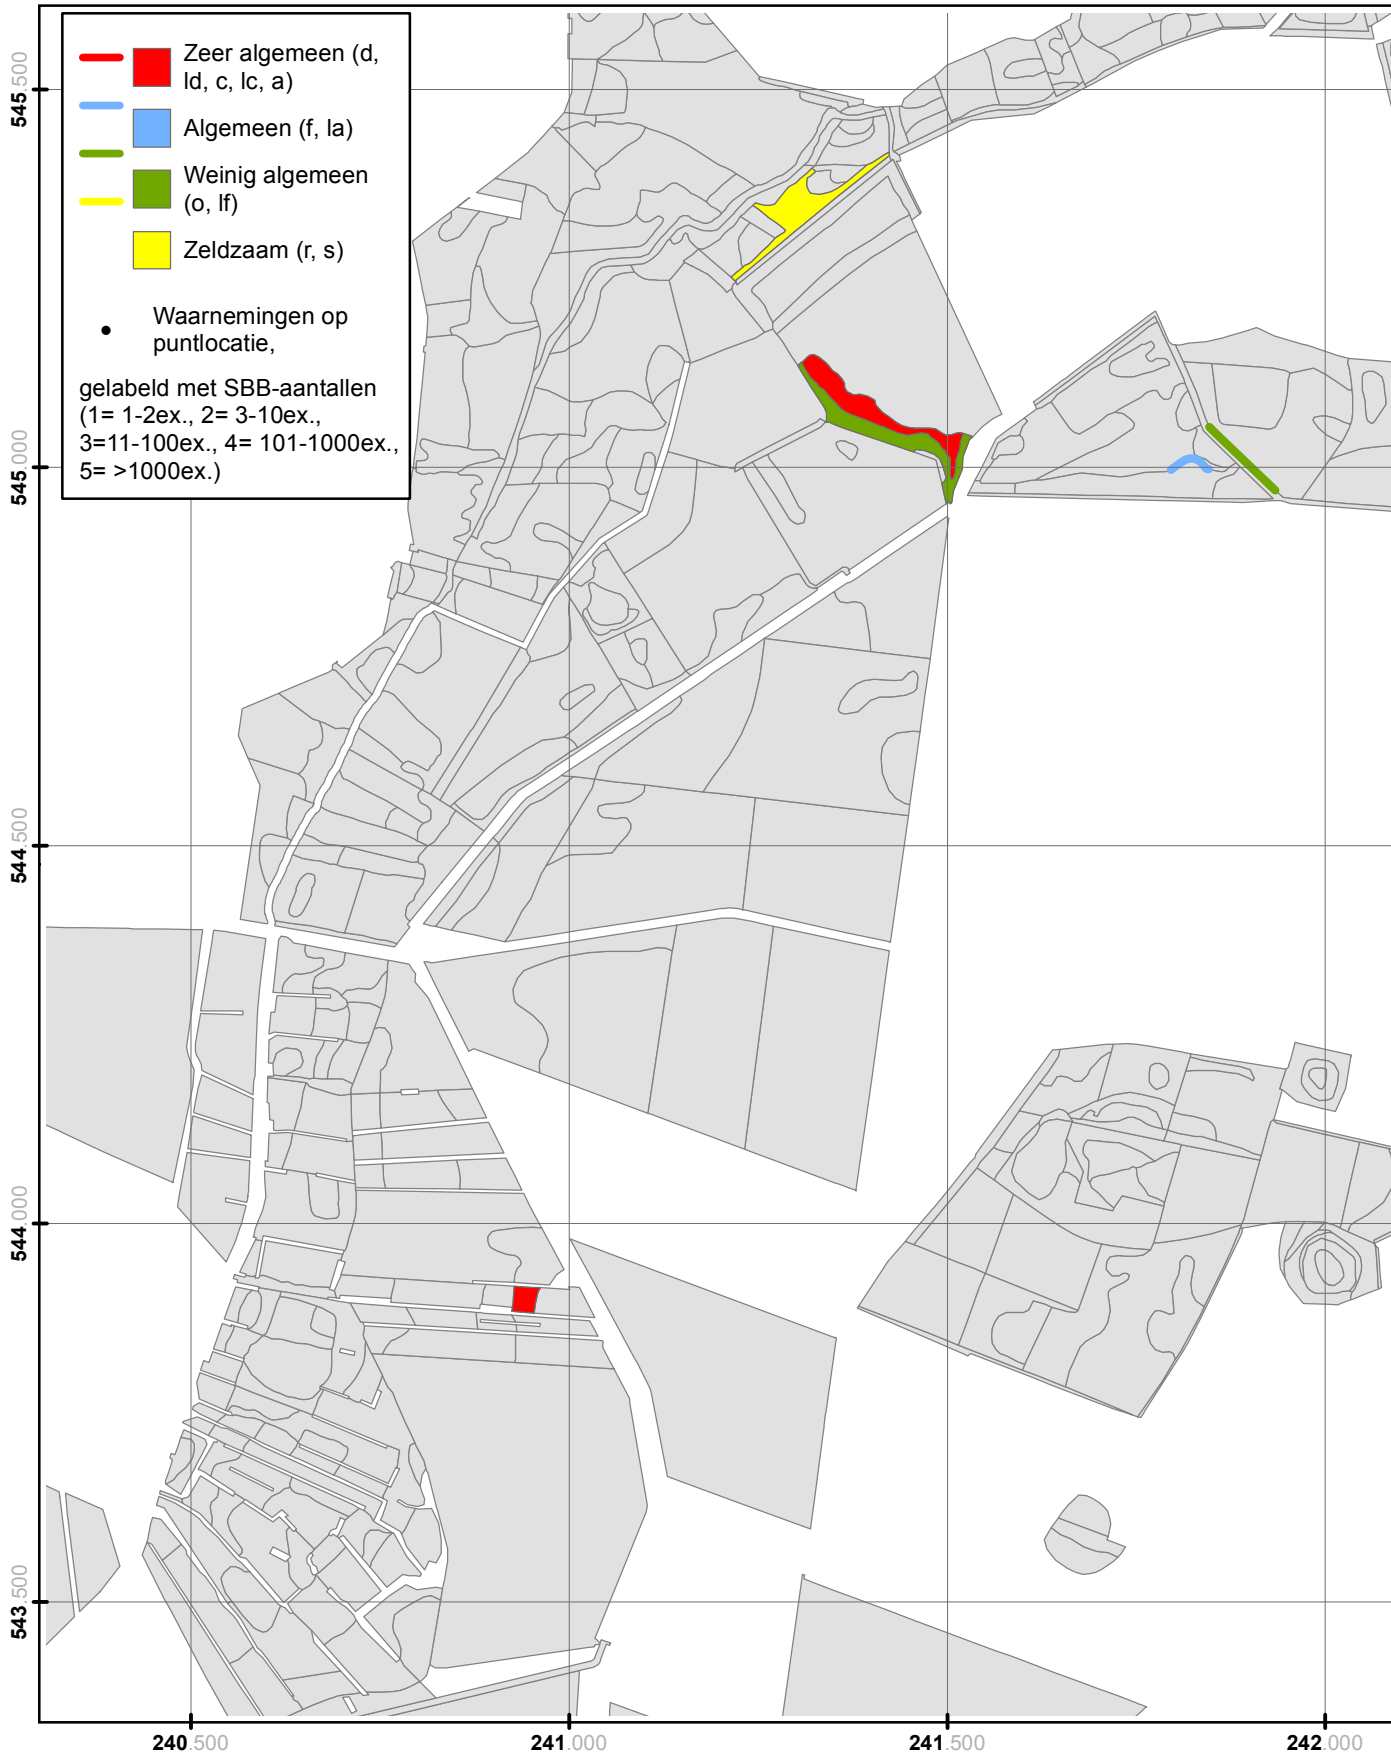 Zeer algemeen (d,
ld, c, lc, a)
Algemeen (f, la)
Weinig algemeen
(o, lf)
Zeldzaam (r, s)
Waarnemingen op
puntlocatie,
gelabeld met SBB-aantallen
(1= 1-2ex., 2= 3-10ex.,
3=11-100ex., 4= 101-1000ex.,
5= >1000ex.)
545.500
545.000
544.500
544.000
543.500
240.500
241.000
241.500
242.000